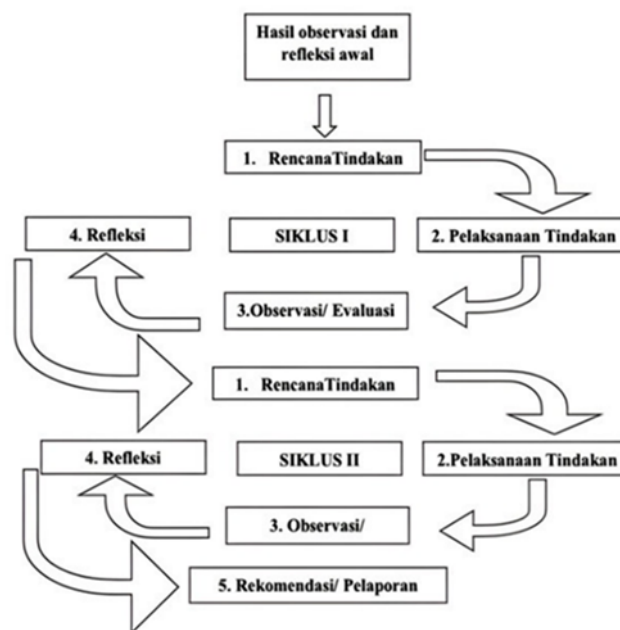 Hasil observasi dan
refleksi awal
1. RencanaTindakan
4. Refleksi
SIKLUS I
2. Pelaksanaan Tindakan
3.Observasi/ Evaluasi
1. RencanaTindakan
4. Refleksi
SIKLUS II
2.Pelaksanaan Tindakan
3. Observasi/
5. Rekomendasi/ Pelaporan